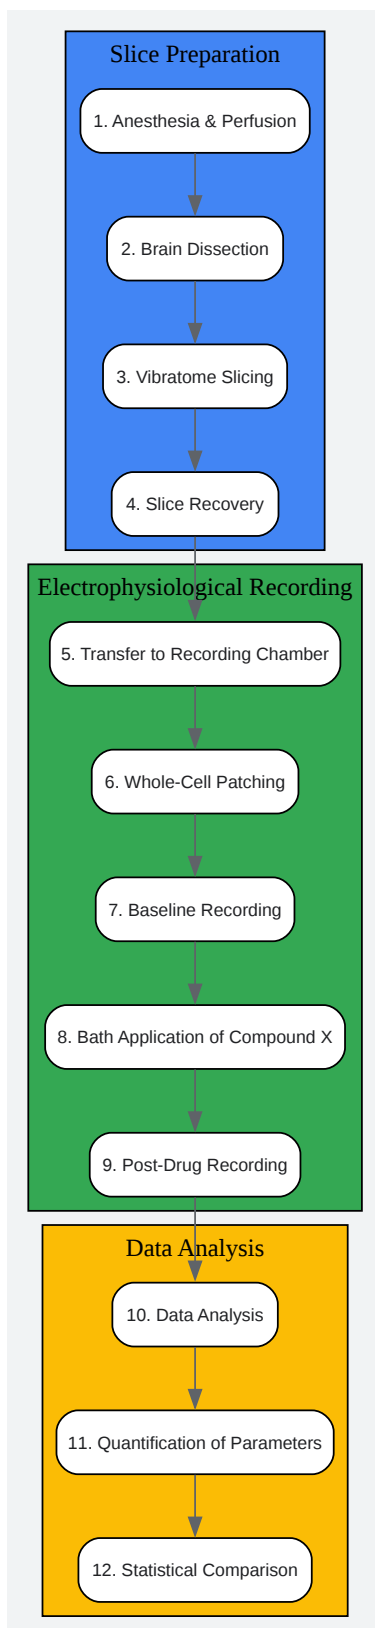 Slice Preparation
1. Anesthesia & Perfusion
2. Brain Dissection
3. Vibratome Slicing
4. Slice Recovery
Electrophysiological Recording
5. Transfer to Recording Chamber
6. Whole-Cell Patching
7. Baseline Recording
8. Bath Application of Compound X
9. Post-Drug Recording
Data Analysis
10. Data Analysis
11. Quantification of Parameters
12. Statistical Comparison